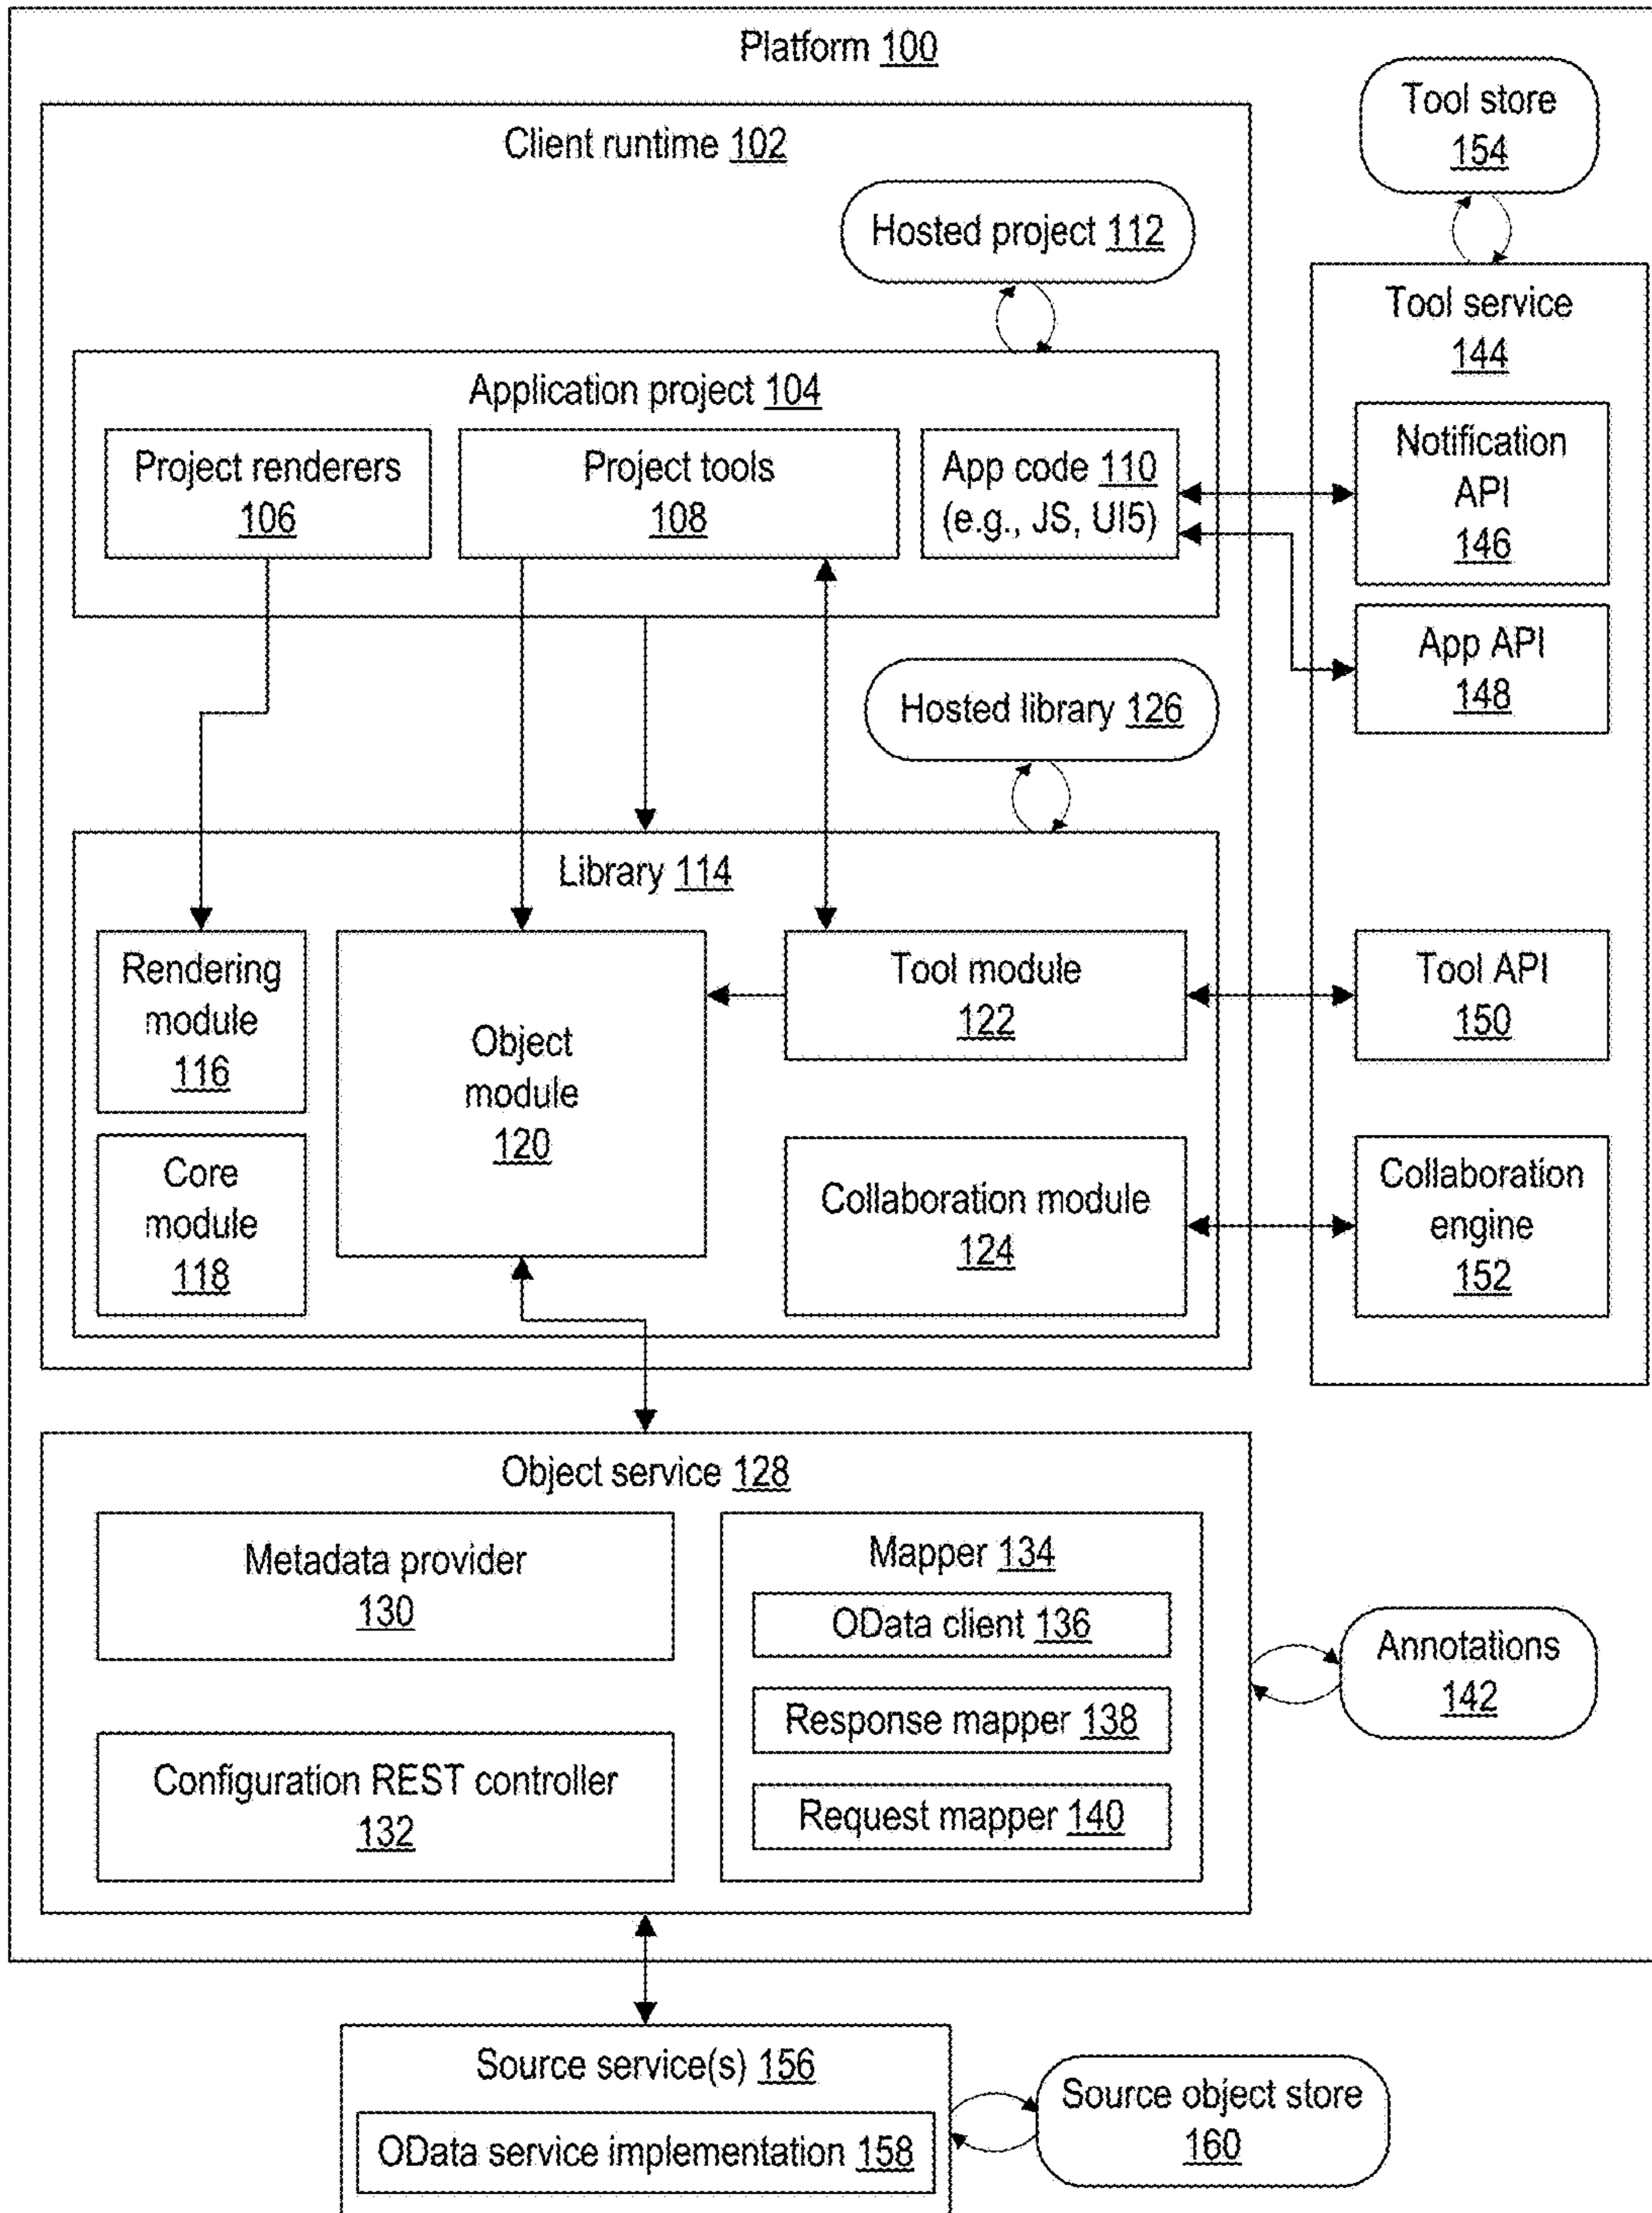 Platform 100
Tool store
154
Client runtime 102
Hosted project 112
Tool service
144
Application project 104
Project renderers
106
Project tools
108
App code 110
(e.g., JS, UI5)
Notification
API
146
App API
148
Hosted library 126
Library 114
Rendering
module
116
Core
module
118
Object
module
120
Tool module
122
Collaboration module
124
Tool API
150
Collaboration
engine
152
Object service 128
Metadata provider
130
Configuration REST controller
132
Mapper 134
OData client 136
Response mapper 138
Request mapper 140
Annotations
142
Source service(s) 156
OData service implementation 158
Source object store
160